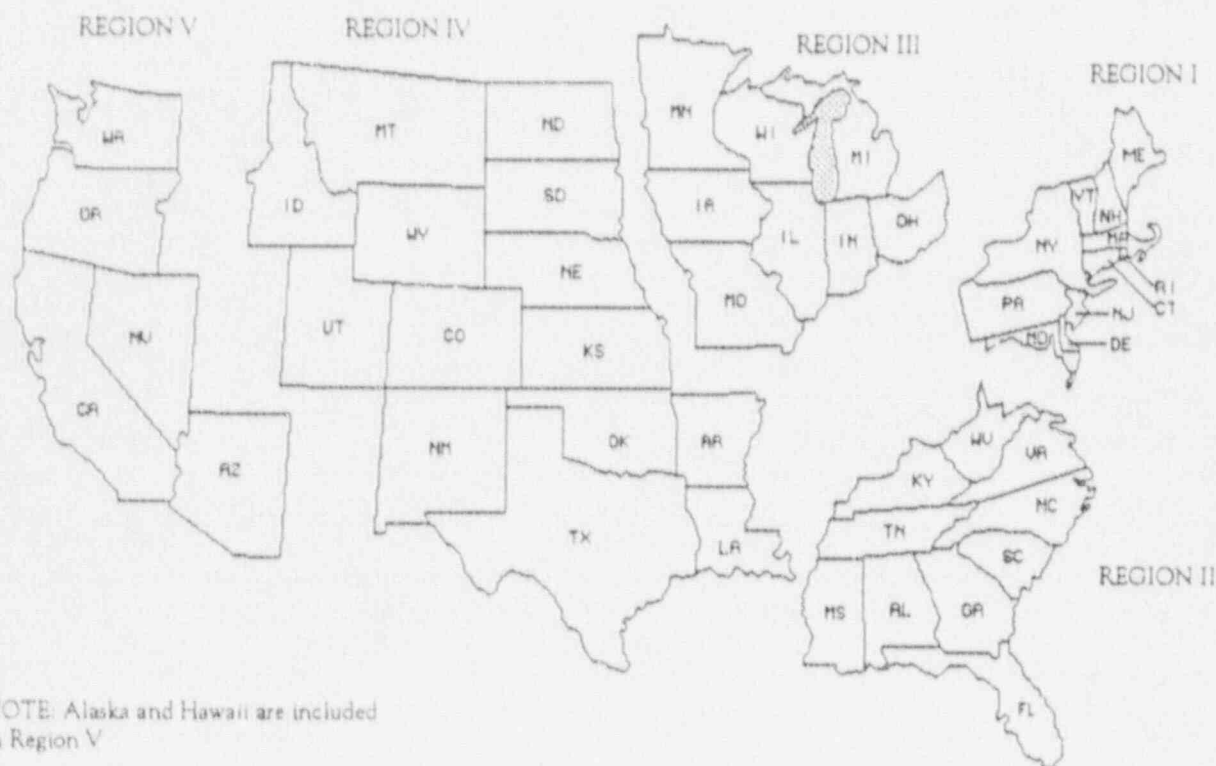 REGION V
REGION IV
REGION III
REGION I
WA
OR
CA
NV
AZ
MT
ID
WY
UT
CO
NM
ND
SD
NE
KS
OK
TX
AR
LA
MN
WI
MI
IA
IL
IN
OH
MO
ME
VT
NH
NY
MA
RI
CT
PA
NJ
MD
DE
WV
VA
KY
NC
TN
SC
MS
AL
GA
FL
REGION II
OTE: Alaska and Hawaii are included
Region V